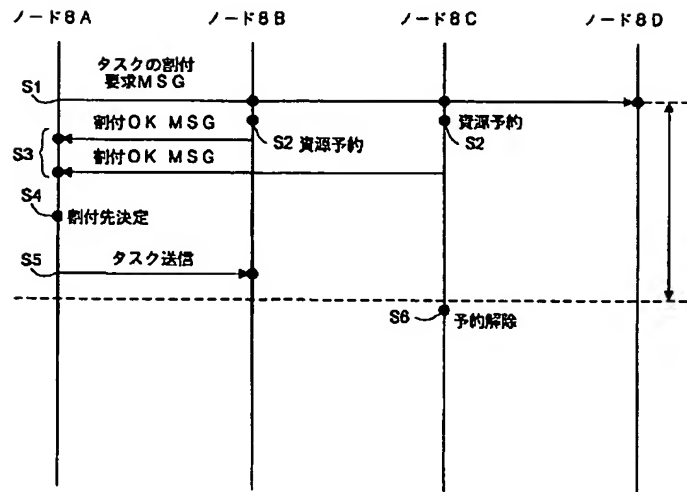 ノード8A ノード8B ノード8C ノード8D
タスクの割付
要求MSG
S1
割付OK MSG
S2 資源予約
資源予約
S2
S3
割付OK MSG
S4
割付先決定
S5
タスク送信
S6
予約解除